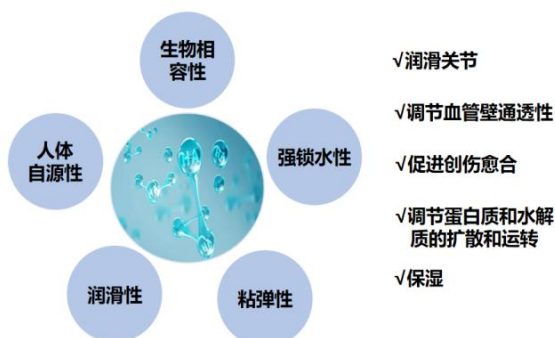 生物相
容性
人体
自源性
强锁水性
润滑性
粘弹性
√润滑关节
√调节血管壁通透性
√促进创伤愈合
√调节蛋白质和水解
质的扩散和运转
√保湿